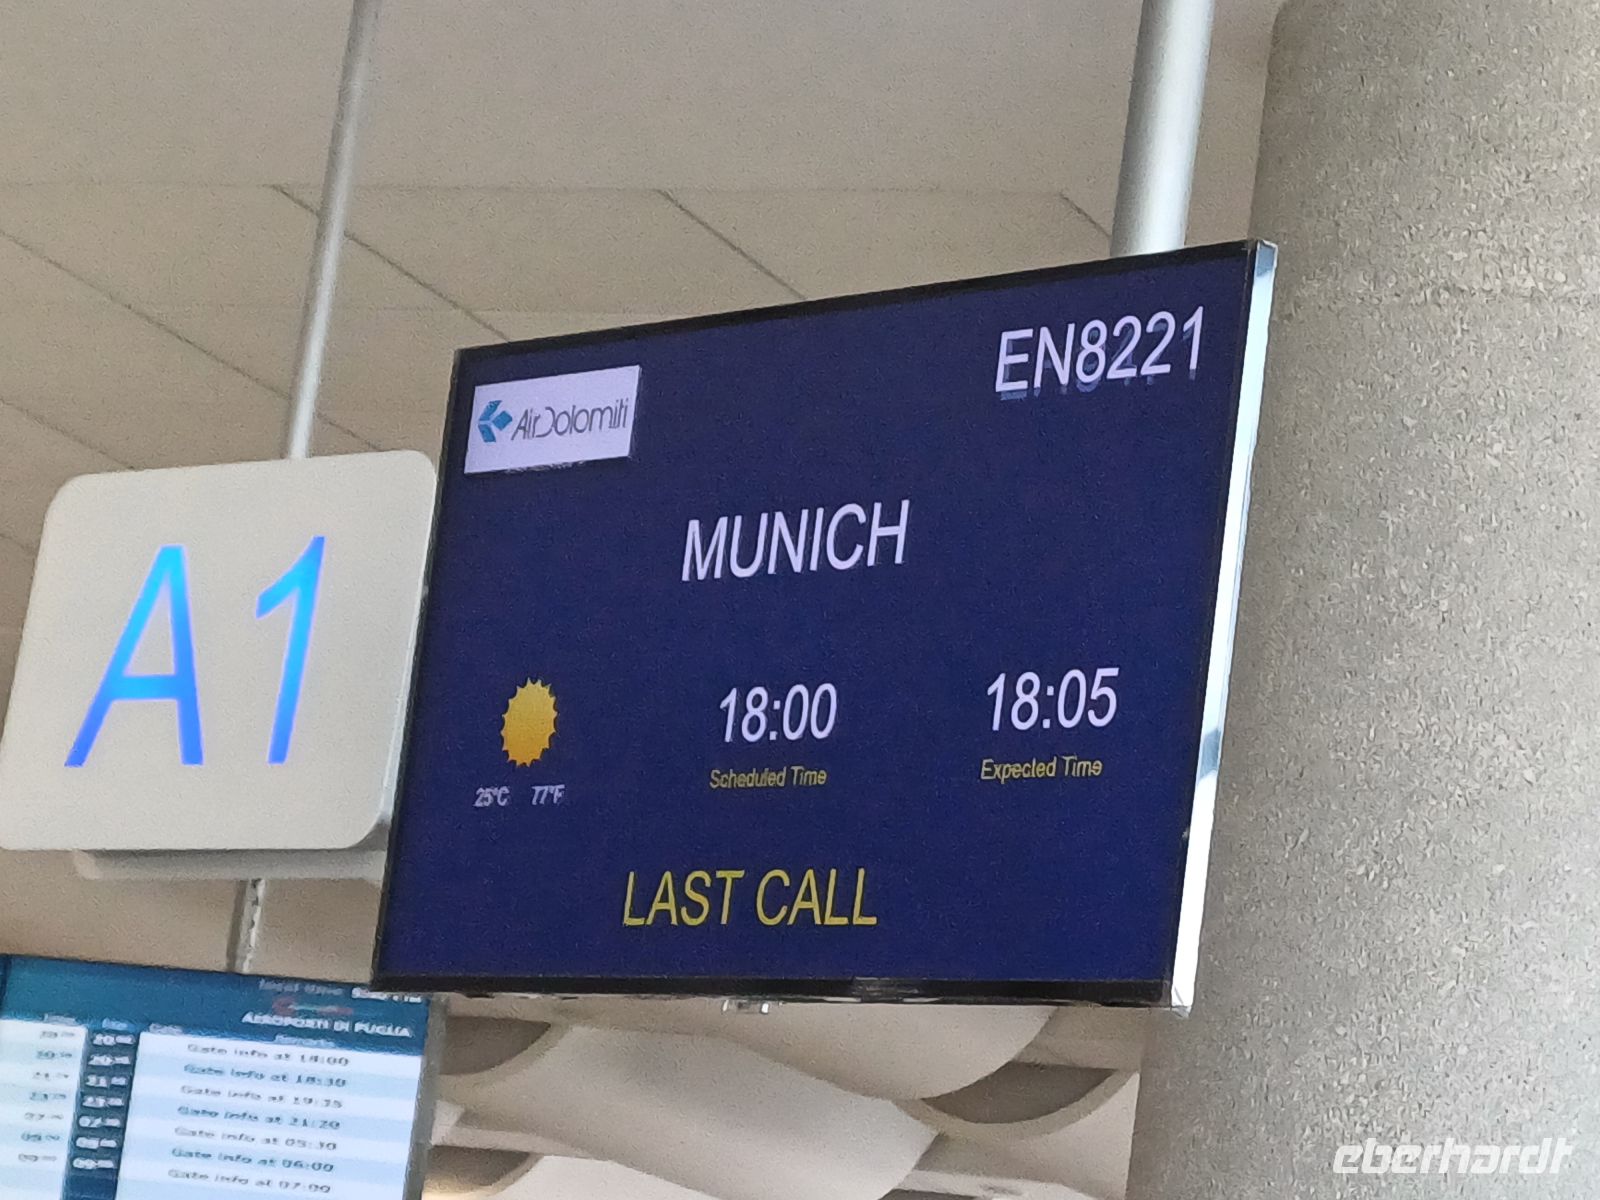 EN8221
AirDolomiti
MUNICH
A1
18:00
18:05
Scheduled Time
Expected Time
25°C 77°F
LAST CALL
AEROPORTI DI PUGLIA
Gate info at 18:00
Gate info at 18:30
Gate info at 19:35
Gate info at 21:20
Gate info at 05:30
Gate info at 06:00
Gate info at 07:00
eberhardt